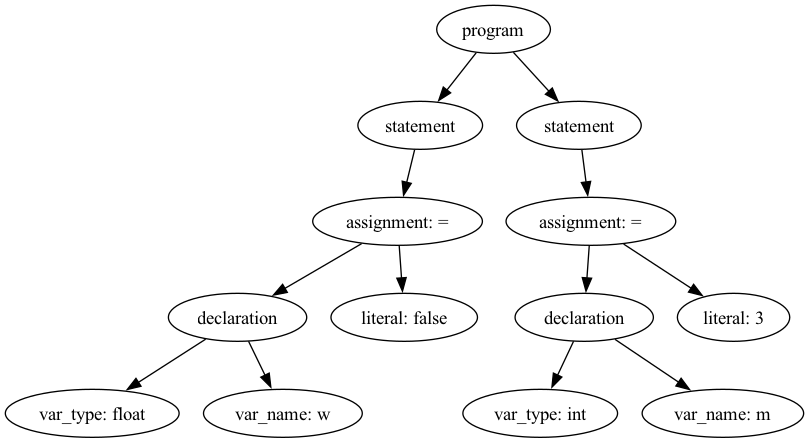 program
statement
statement
assignment: =
assignment: =
declaration
literal: false
declaration
literal: 3
var_type: float
var_name: w
var_type: int
var_name: m